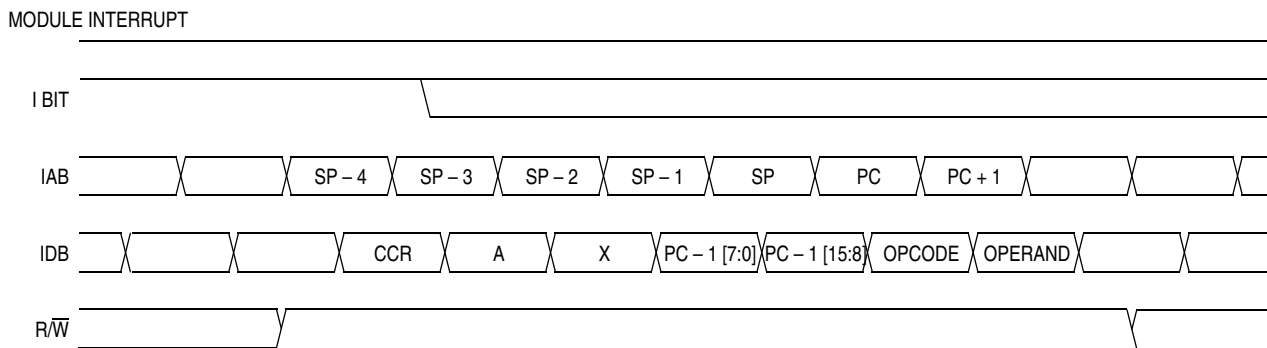 MODULE INTERRUPT
I BIT
IAB SP – 4 SP – 3 SP – 2 SP – 1 SP PC PC + 1
IDB CCR A X PC – 1 [7:0] PC – 1 [15:8] OPCODE OPERAND
R/W̅